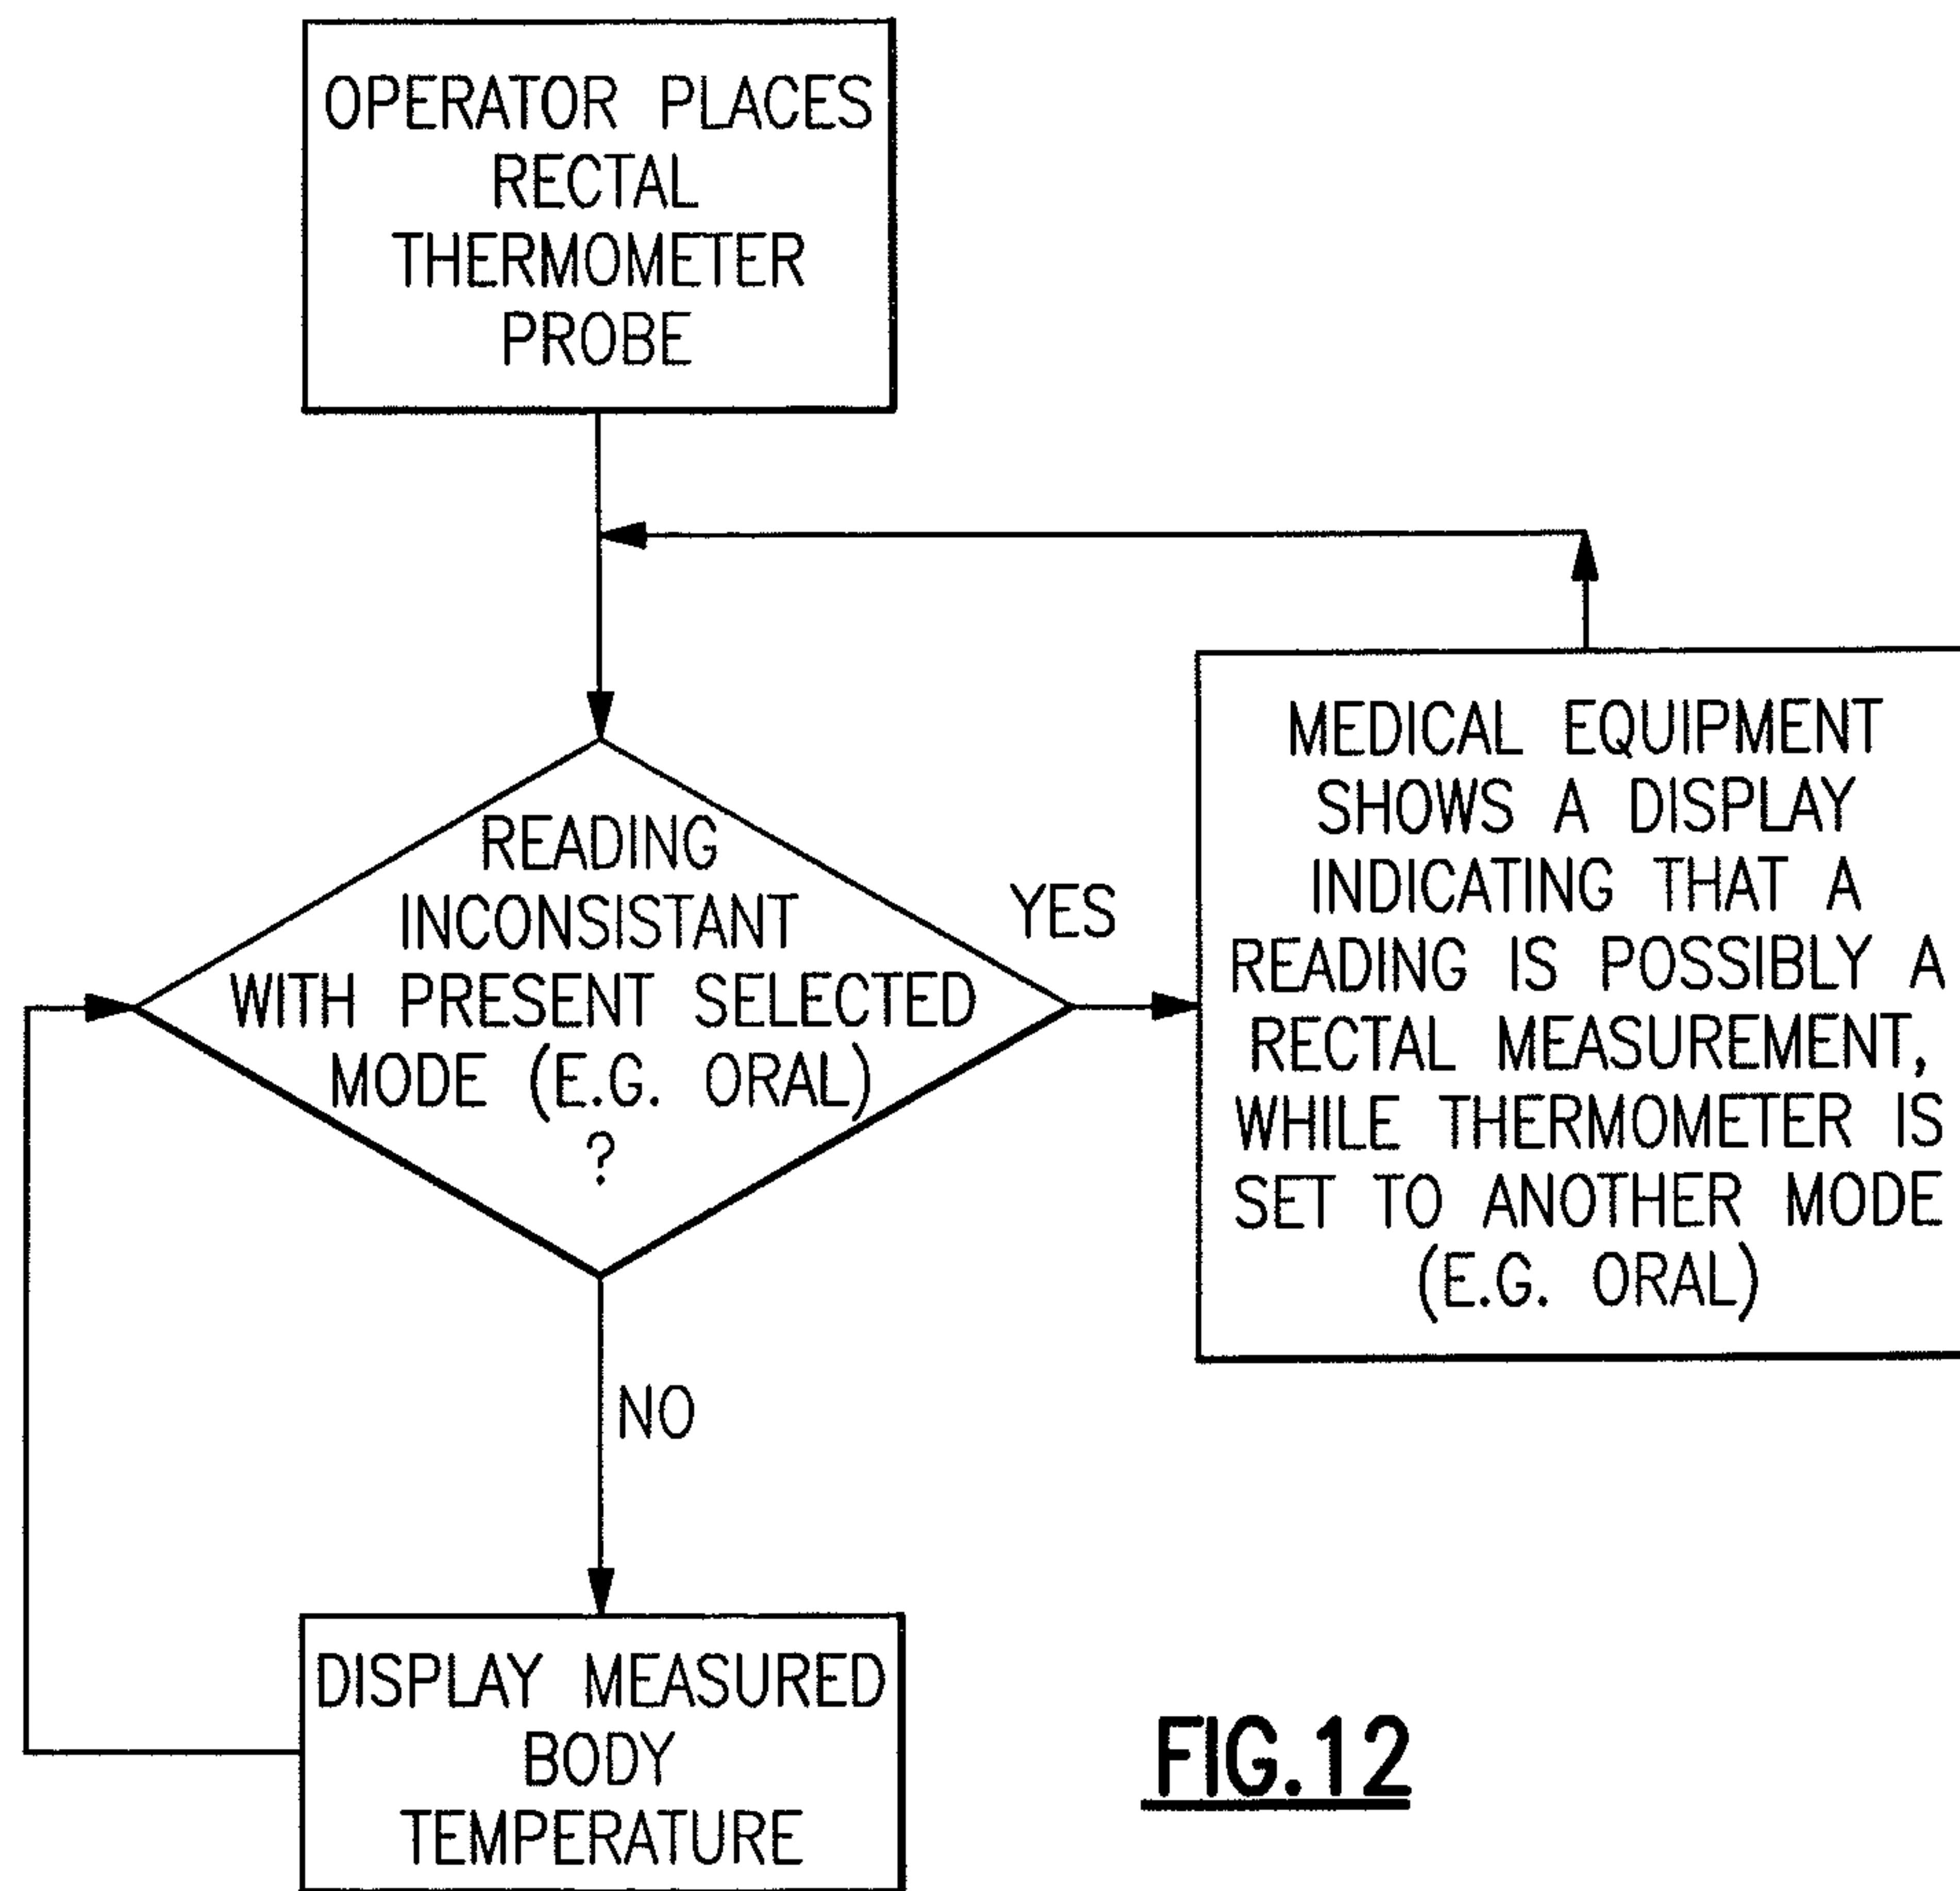 OPERATOR PLACES
RECTAL
THERMOMETER
PROBE
READING
INCONSISTANT
WITH PRESENT SELECTED
MODE (E.G. ORAL)
?
YES
MEDICAL EQUIPMENT
SHOWS A DISPLAY
INDICATING THAT A
READING IS POSSIBLY A
RECTAL MEASUREMENT,
WHILE THERMOMETER IS
SET TO ANOTHER MODE
(E.G. ORAL)
NO
DISPLAY MEASURED
BODY
TEMPERATURE
FIG.12